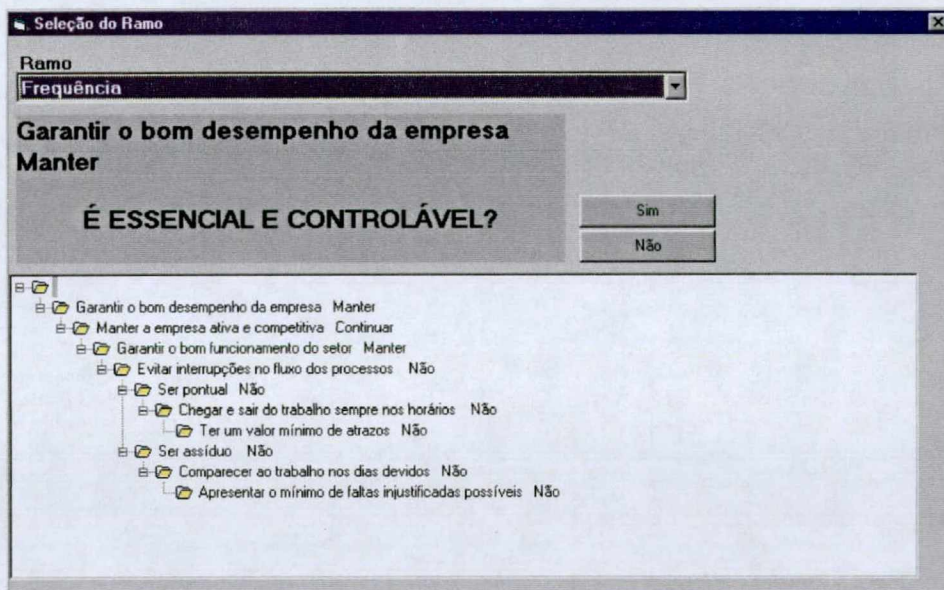 Seleção do Ramo
Ramo
Frequência
Garantir o bom desempenho da empresa
Manter
É ESSENCIAL E CONTROLÁVEL?
Sim
Não
Garantir o bom desempenho da empresa Manter
Manter a empresa ativa e competitiva Continuar
Garantir o bom funcionamento do setor Manter
Evitar interrupções no fluxo dos processos Não
Ser pontual Não
Chegar e sair do trabalho sempre nos horários Não
Ter um valor mínimo de atrazos Não
Ser assíduo Não
Comparecer ao trabalho nos dias devidos Não
Apresentar o mínimo de faltas injustificadas possíveis Não